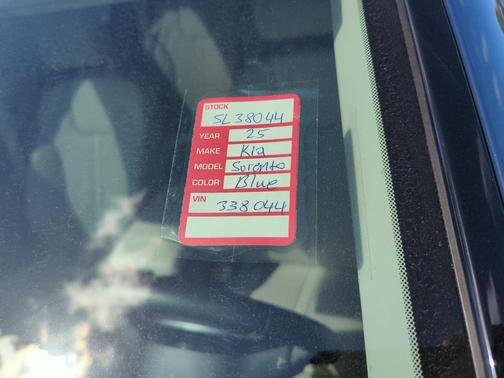 STOCK
SL38044
YEAR 25
MAKE Kia
MODEL Sorento
COLOR Blue
VIN
338044